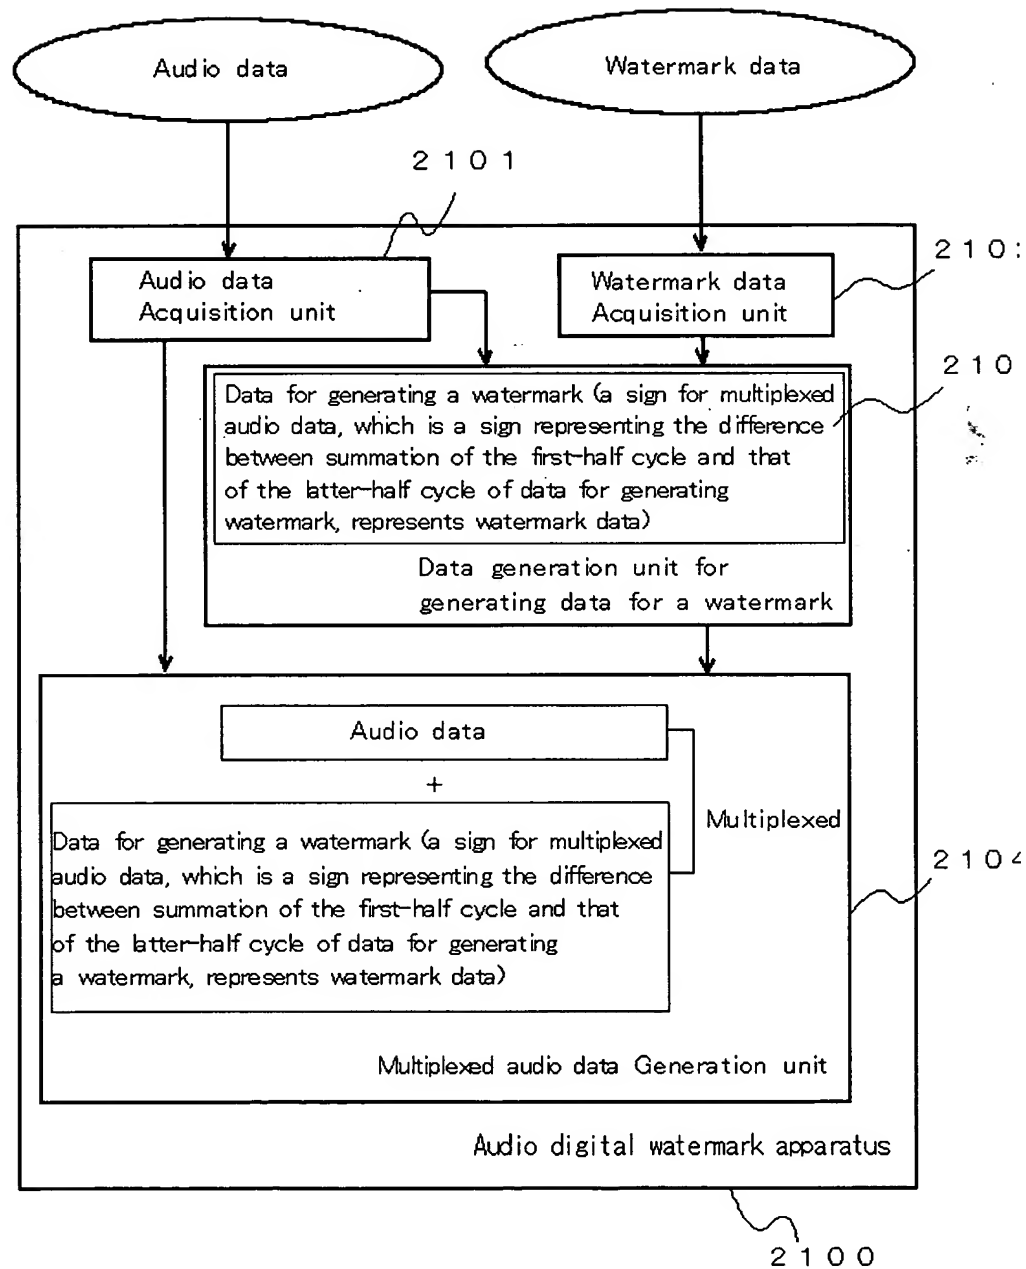 Audio data
Watermark data
2101
Audio data
Acquisition unit
Watermark data
Acquisition unit
210
Data for generating a watermark (a sign for multiplexed
audio data, which is a sign representing the difference
between summation of the first-half cycle and that
of the latter-half cycle of data for generating
watermark, represents watermark data)
210
Data generation unit for
generating data for a watermark
Audio data
+
Multiplexed
Data for generating a watermark (a sign for multiplexed
audio data, which is a sign representing the difference
between summation of the first-half cycle and that
of the latter-half cycle of data for generating
a watermark, represents watermark data)
2104
Multiplexed audio data Generation unit
Audio digital watermark apparatus
2100